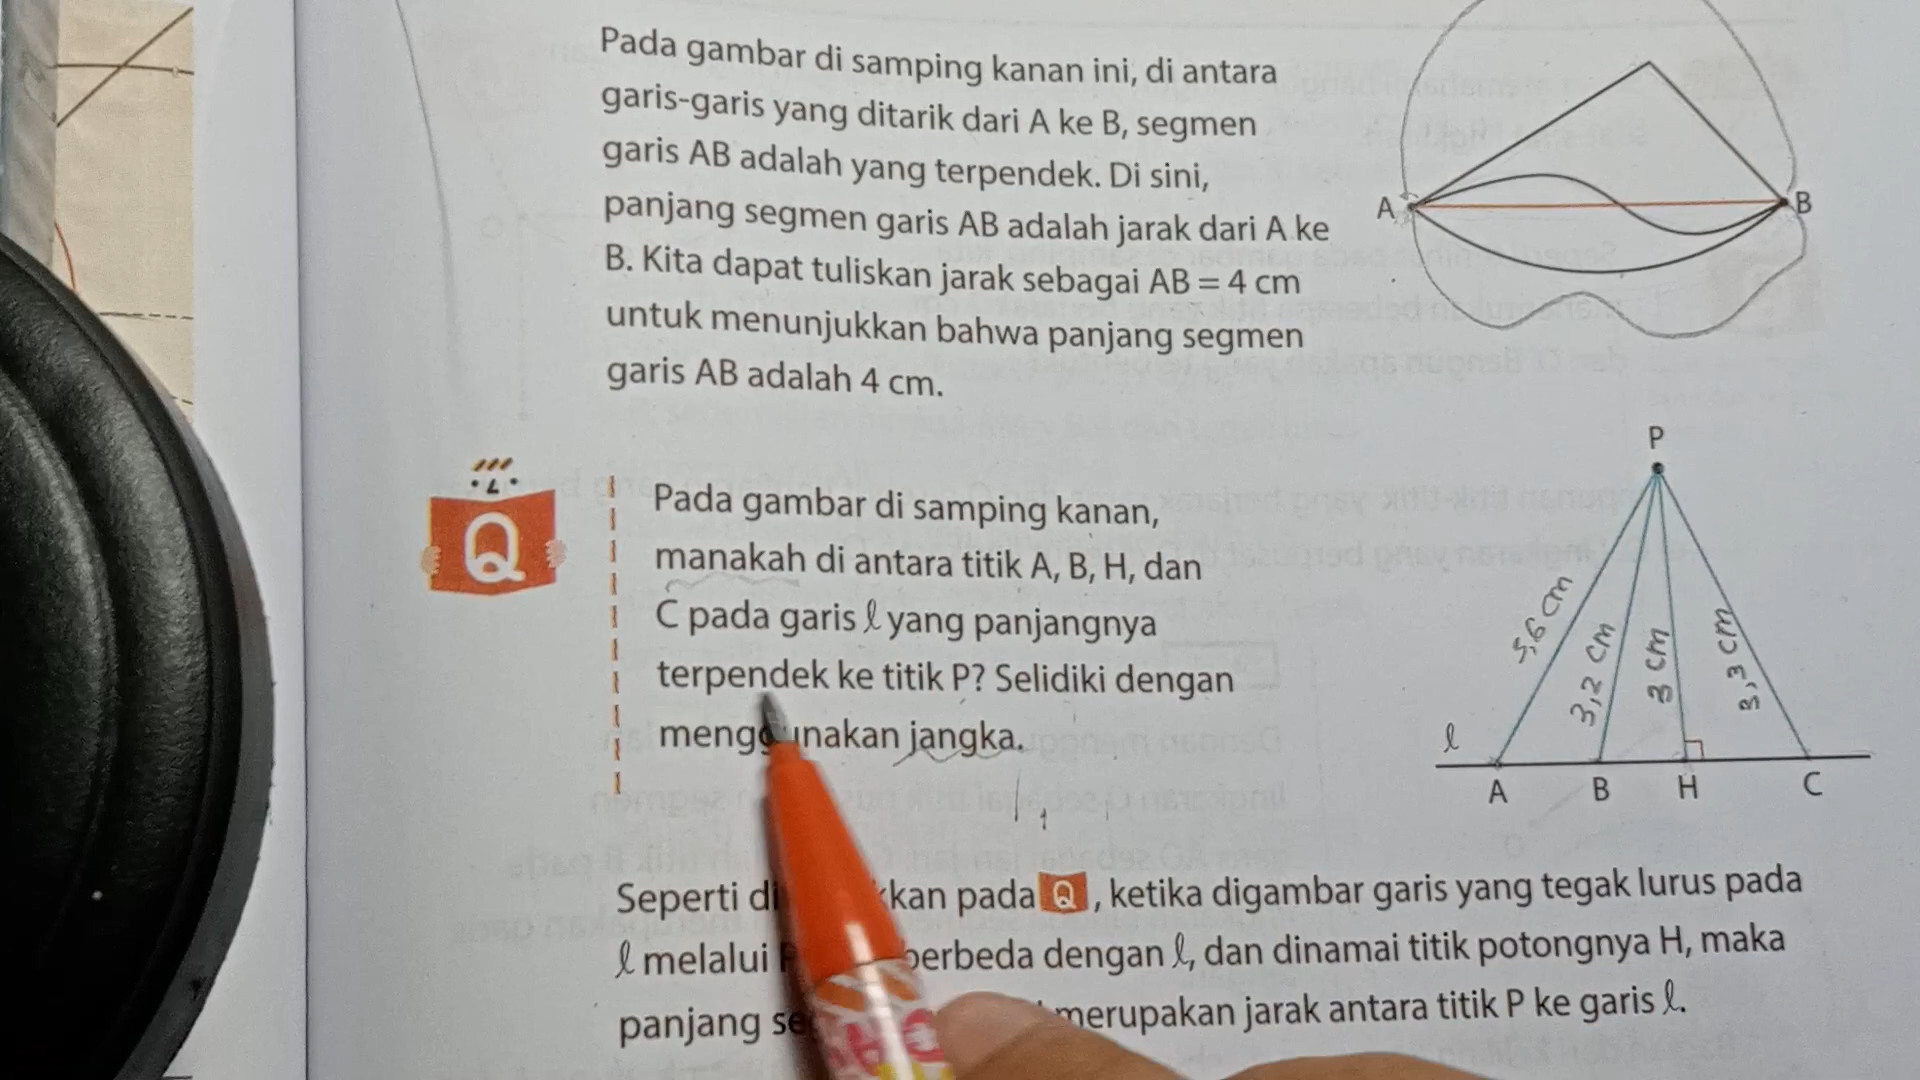 Pada gambar di samping kanan ini, di antara
garis-garis yang ditarik dari A ke B, segmen
garis AB adalah yang terpendek. Di sini,
panjang segmen garis AB adalah jarak dari A ke
B. Kita dapat tuliskan jarak sebagai AB = 4 cm
untuk menunjukkan bahwa panjang segmen
garis AB adalah 4 cm.
A
B
Q
Pada gambar di samping kanan,
manakah di antara titik A, B, H, dan
C pada garis ℓ yang panjangnya
terpendek ke titik P? Selidiki dengan
menggunakan jangka.
P
5,6 cm
3,2 cm
3 cm
3,3 cm
ℓ
A B H C
Seperti kan pada Q, ketika digambar garis yang tegak lurus pada
ℓ melalui berbeda dengan ℓ, dan dinamai titik potongnya H, maka
panjang merupakan jarak antara titik P ke garis ℓ.